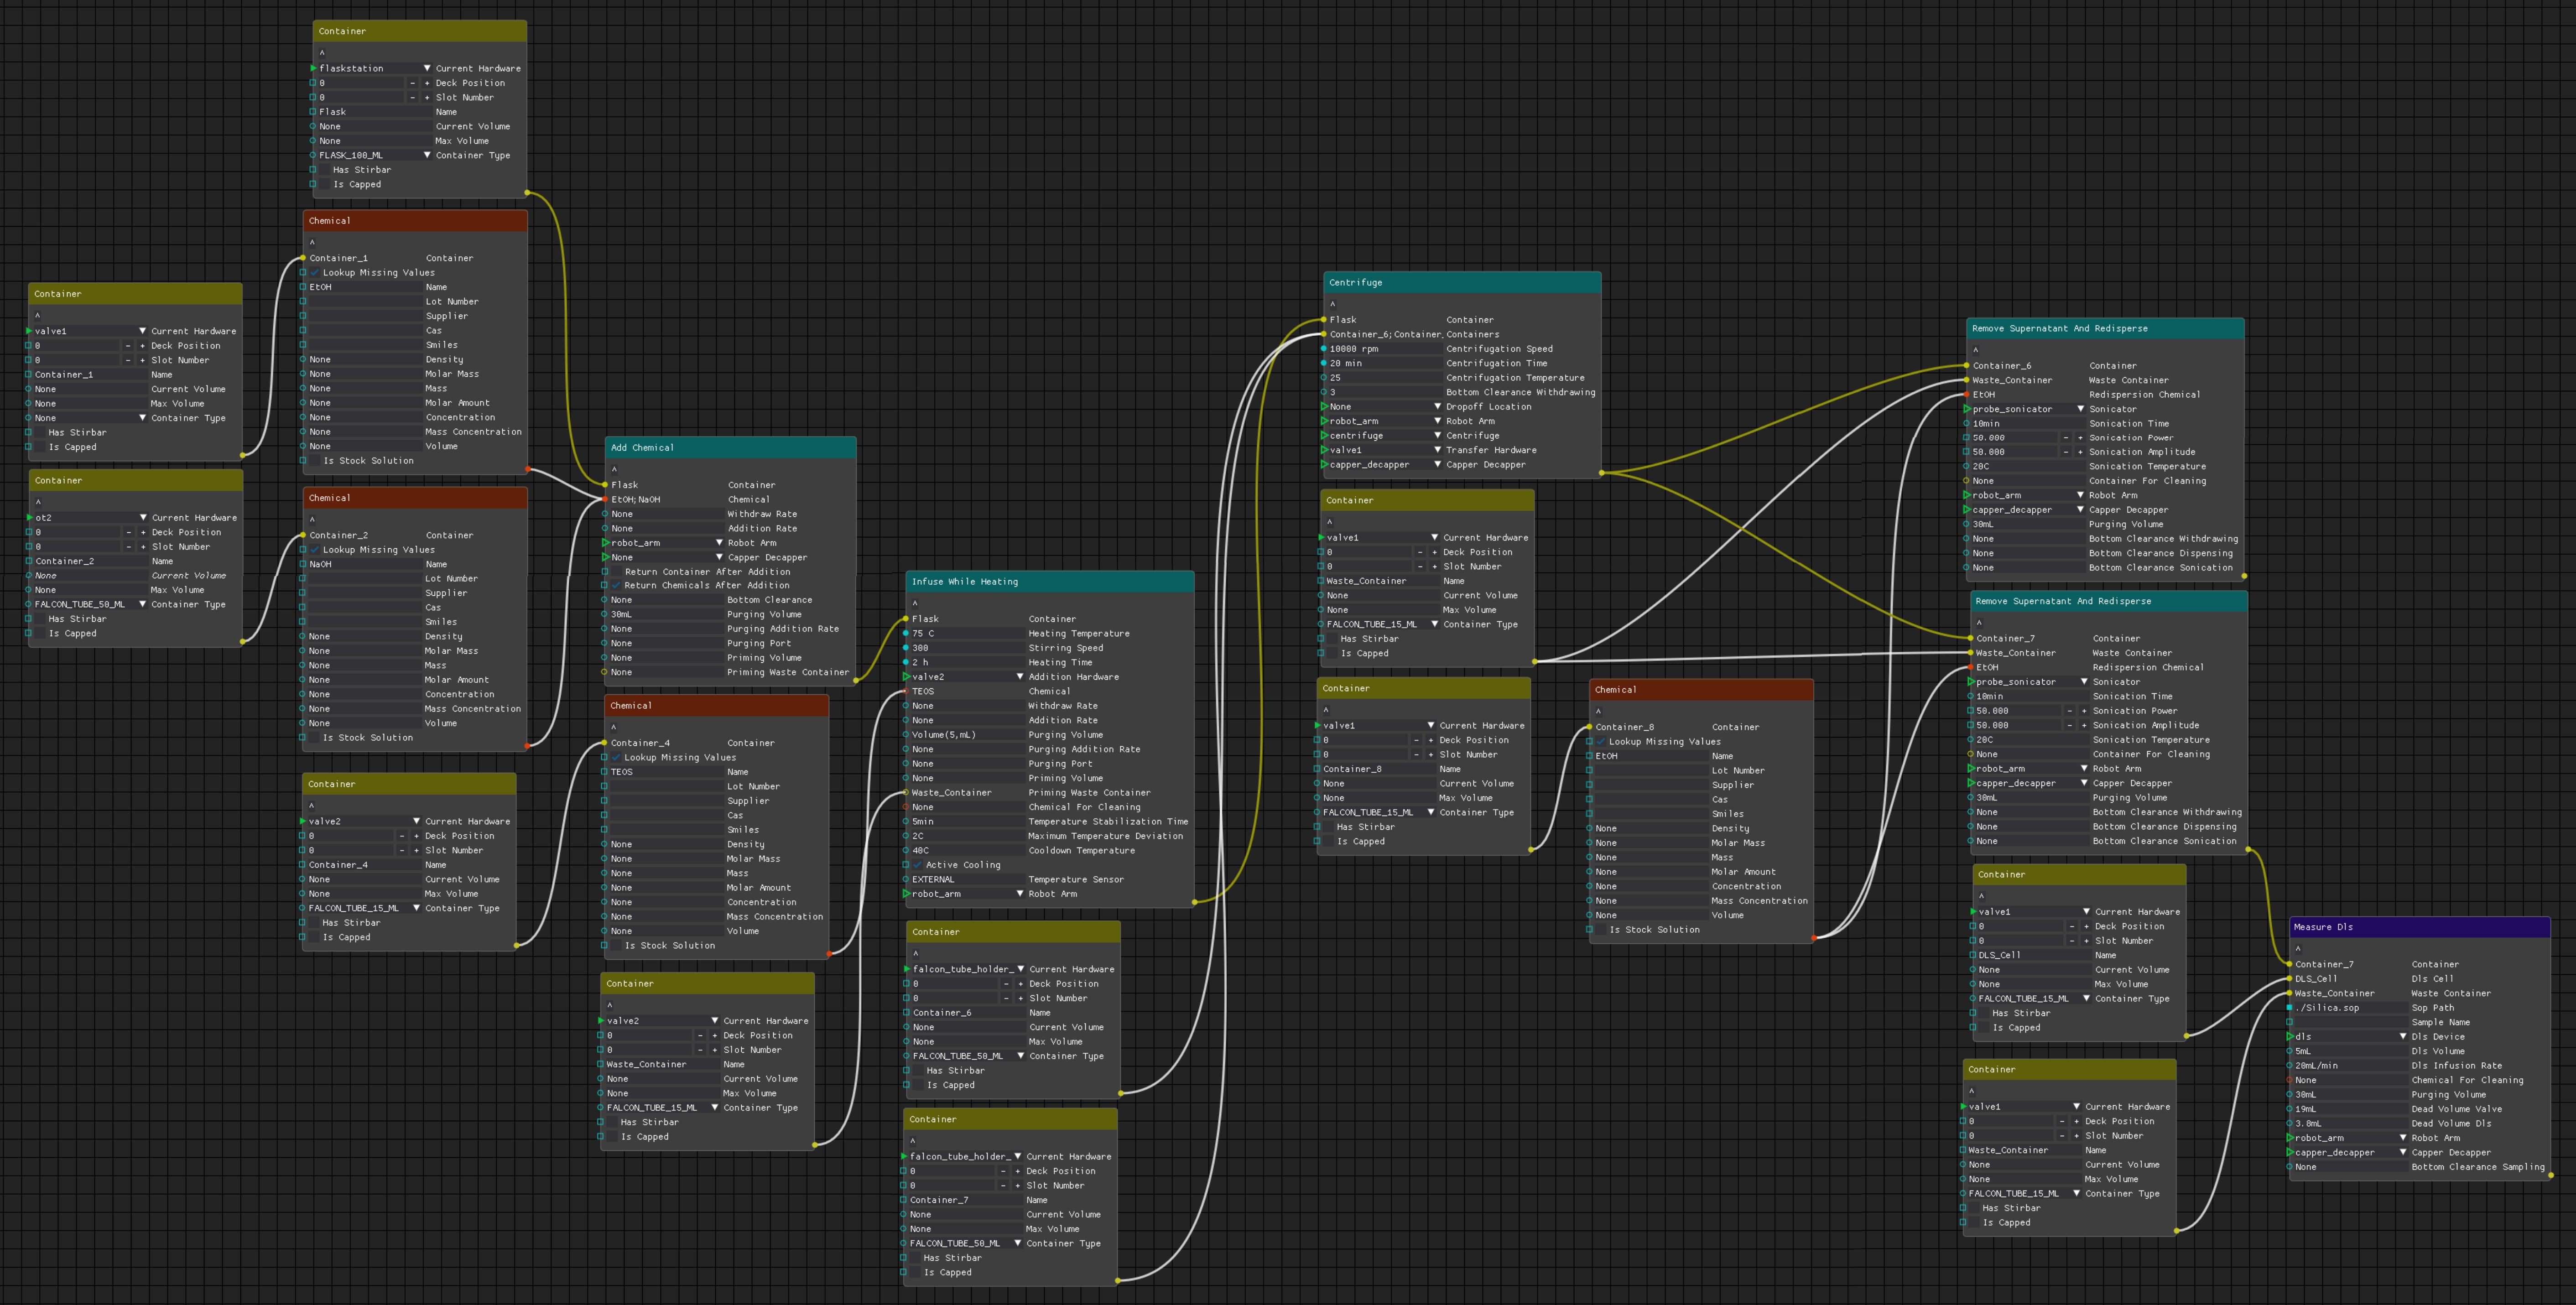 Container
^
flaskstation ▼ Current Hardware
0 - + Deck Position
0 - + Slot Number
Flask Name
None Current Volume
None Max Volume
FLASK_100_ML ▼ Container Type
Has Stirbar
Is Capped
Chemical
^
Container_1 Container
Lookup Missing Values
EtOH Name
Lot Number
Supplier
Cas
Smiles
None Density
None Molar Mass
None Mass
None Molar Amount
None Concentration
None Mass Concentration
None Volume
Is Stock Solution
Container
^
valve1 ▼ Current Hardware
0 - + Deck Position
0 - + Slot Number
Container_1 Name
None Current Volume
None Max Volume
None ▼ Container Type
Has Stirbar
Is Capped
Container
^
ot2 ▼ Current Hardware
0 - + Deck Position
0 - + Slot Number
Container_2 Name
None Current Volume
None Max Volume
FALCON_TUBE_50_ML ▼ Container Type
Has Stirbar
Is Capped
Chemical
^
Container_2 Container
Lookup Missing Values
NaOH Name
Lot Number
Supplier
Cas
Smiles
None Density
None Molar Mass
None Mass
None Molar Amount
None Concentration
None Mass Concentration
None Volume
Is Stock Solution
Container
^
valve2 ▼ Current Hardware
0 - + Deck Position
0 - + Slot Number
Container_4 Name
None Current Volume
None Max Volume
FALCON_TUBE_15_ML ▼ Container Type
Has Stirbar
Is Capped
Add Chemical
^
Flask Container
EtOH;NaOH Chemical
None Withdraw Rate
None Addition Rate
robot_arm ▼ Robot Arm
None ▼ Capper Decapper
Return Container After Addition
Return Chemicals After Addition
None Bottom Clearance
30mL Purging Volume
None Purging Addition Rate
None Purging Port
None Priming Volume
None Priming Waste Container
Chemical
^
Container_4 Container
Lookup Missing Values
TEOS Name
Lot Number
Supplier
Cas
Smiles
None Density
None Molar Mass
None Mass
None Molar Amount
None Concentration
None Mass Concentration
None Volume
Is Stock Solution
Container
^
valve2 ▼ Current Hardware
0 - + Deck Position
0 - + Slot Number
Waste_Container Name
None Current Volume
None Max Volume
FALCON_TUBE_15_ML ▼ Container Type
Has Stirbar
Is Capped
Infuse While Heating
^
Flask Container
75 C Heating Temperature
300 Stirring Speed
2 h Heating Time
valve2 ▼ Addition Hardware
TEOS Chemical
None Withdraw Rate
None Addition Rate
Volume(5,mL) Purging Volume
None Purging Addition Rate
None Purging Port
None Priming Volume
Waste_Container Priming Waste Container
None Chemical For Cleaning
5min Temperature Stabilization Time
2C Maximum Temperature Deviation
40C Cooldown Temperature
Active Cooling
EXTERNAL Temperature Sensor
robot_arm ▼ Robot Arm
Container
^
falcon_tube_holder_ ▼ Current Hardware
0 - + Deck Position
0 - + Slot Number
Container_6 Name
None Current Volume
None Max Volume
FALCON_TUBE_50_ML ▼ Container Type
Has Stirbar
Is Capped
Container
^
falcon_tube_holder_ ▼ Current Hardware
0 - + Deck Position
0 - + Slot Number
Container_7 Name
None Current Volume
None Max Volume
FALCON_TUBE_50_ML ▼ Container Type
Has Stirbar
Is Capped
Centrifuge
^
Flask Container
Container_6;Container_ Containers
10000 rpm Centrifugation Speed
20 min Centrifugation Time
25 Centrifugation Temperature
3 Bottom Clearance Withdrawing
None ▼ Dropoff Location
robot_arm ▼ Robot Arm
centrifuge ▼ Centrifuge
valve1 ▼ Transfer Hardware
capper_decapper ▼ Capper Decapper
Container
^
valve1 ▼ Current Hardware
0 - + Deck Position
0 - + Slot Number
Waste_Container Name
None Current Volume
None Max Volume
FALCON_TUBE_15_ML ▼ Container Type
Has Stirbar
Is Capped
Container
^
valve1 ▼ Current Hardware
0 - + Deck Position
0 - + Slot Number
Container_8 Name
None Current Volume
None Max Volume
FALCON_TUBE_15_ML ▼ Container Type
Has Stirbar
Is Capped
Chemical
^
Container_8 Container
Lookup Missing Values
EtOH Name
Lot Number
Supplier
Cas
Smiles
None Density
None Molar Mass
None Mass
None Molar Amount
None Concentration
None Mass Concentration
None Volume
Is Stock Solution
Remove Supernatant And Redisperse
^
Container_6 Container
Waste_Container Waste Container
EtOH Redispersion Chemical
probe_sonicator ▼ Sonicator
10min Sonication Time
50.000 - + Sonication Power
50.000 - + Sonication Amplitude
20C Sonication Temperature
None Container For Cleaning
robot_arm ▼ Robot Arm
capper_decapper ▼ Capper Decapper
30mL Purging Volume
None Bottom Clearance Withdrawing
None Bottom Clearance Dispensing
None Bottom Clearance Sonication
Remove Supernatant And Redisperse
^
Container_7 Container
Waste_Container Waste Container
EtOH Redispersion Chemical
probe_sonicator ▼ Sonicator
10min Sonication Time
50.000 - + Sonication Power
50.000 - + Sonication Amplitude
20C Sonication Temperature
None Container For Cleaning
robot_arm ▼ Robot Arm
capper_decapper ▼ Capper Decapper
30mL Purging Volume
None Bottom Clearance Withdrawing
None Bottom Clearance Dispensing
None Bottom Clearance Sonication
Container
^
valve1 ▼ Current Hardware
0 - + Deck Position
0 - + Slot Number
DLS_Cell Name
None Current Volume
None Max Volume
FALCON_TUBE_15_ML ▼ Container Type
Has Stirbar
Is Capped
Container
^
valve1 ▼ Current Hardware
0 - + Deck Position
0 - + Slot Number
Waste_Container Name
None Current Volume
None Max Volume
FALCON_TUBE_15_ML ▼ Container Type
Has Stirbar
Is Capped
Measure Dls
^
Container_7 Container
DLS_Cell Dls Cell
Waste_Container Waste Container
./Silica.sop Sop Path
Sample Name
dls ▼ Dls Device
5mL Dls Volume
20mL/min Dls Infusion Rate
None Chemical For Cleaning
30mL Purging Volume
19mL Dead Volume Valve
3.8mL Dead Volume Dls
robot_arm ▼ Robot Arm
capper_decapper ▼ Capper Decapper
None Bottom Clearance Sampling